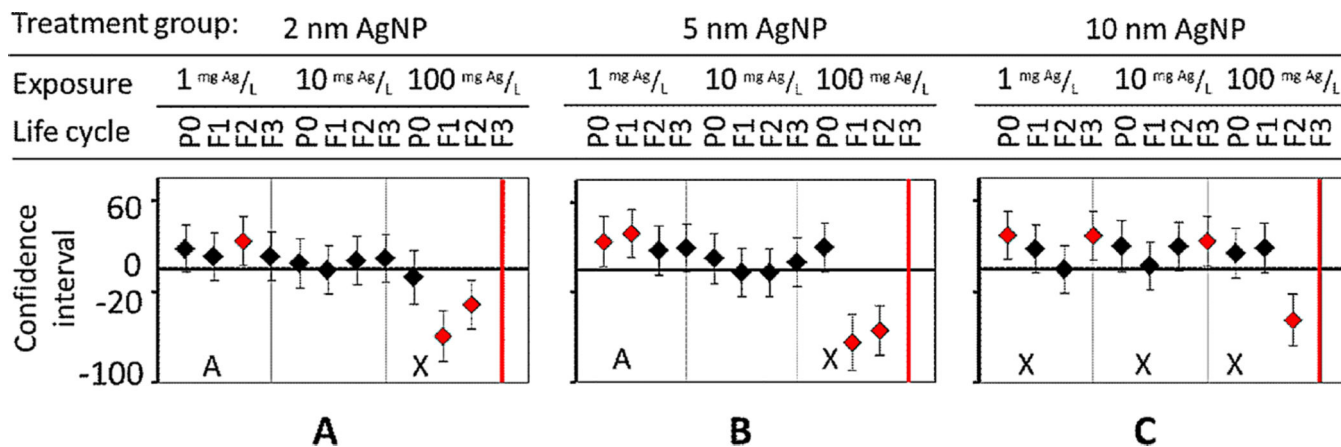 Treatment group: 2 nm AgNP 5 nm AgNP 10 nm AgNP
Exposure 1 mg Ag/L 10 mg Ag/L 100 mg Ag/L 1 mg Ag/L 10 mg Ag/L 100 mg Ag/L 1 mg Ag/L 10 mg Ag/L 100 mg Ag/L
Life cycle P0 F1 F2 F3 P0 F1 F2 F3 P0 F1 F2 F3 P0 F1 F2 F3 P0 F1 F2 F3 P0 F1 F2 F3 P0 F1 F2 F3 P0 F1 F2 F3 P0 F1 F2 F3
Confidence
interval
60
0
-20
-100
A X A X X X X
A B C